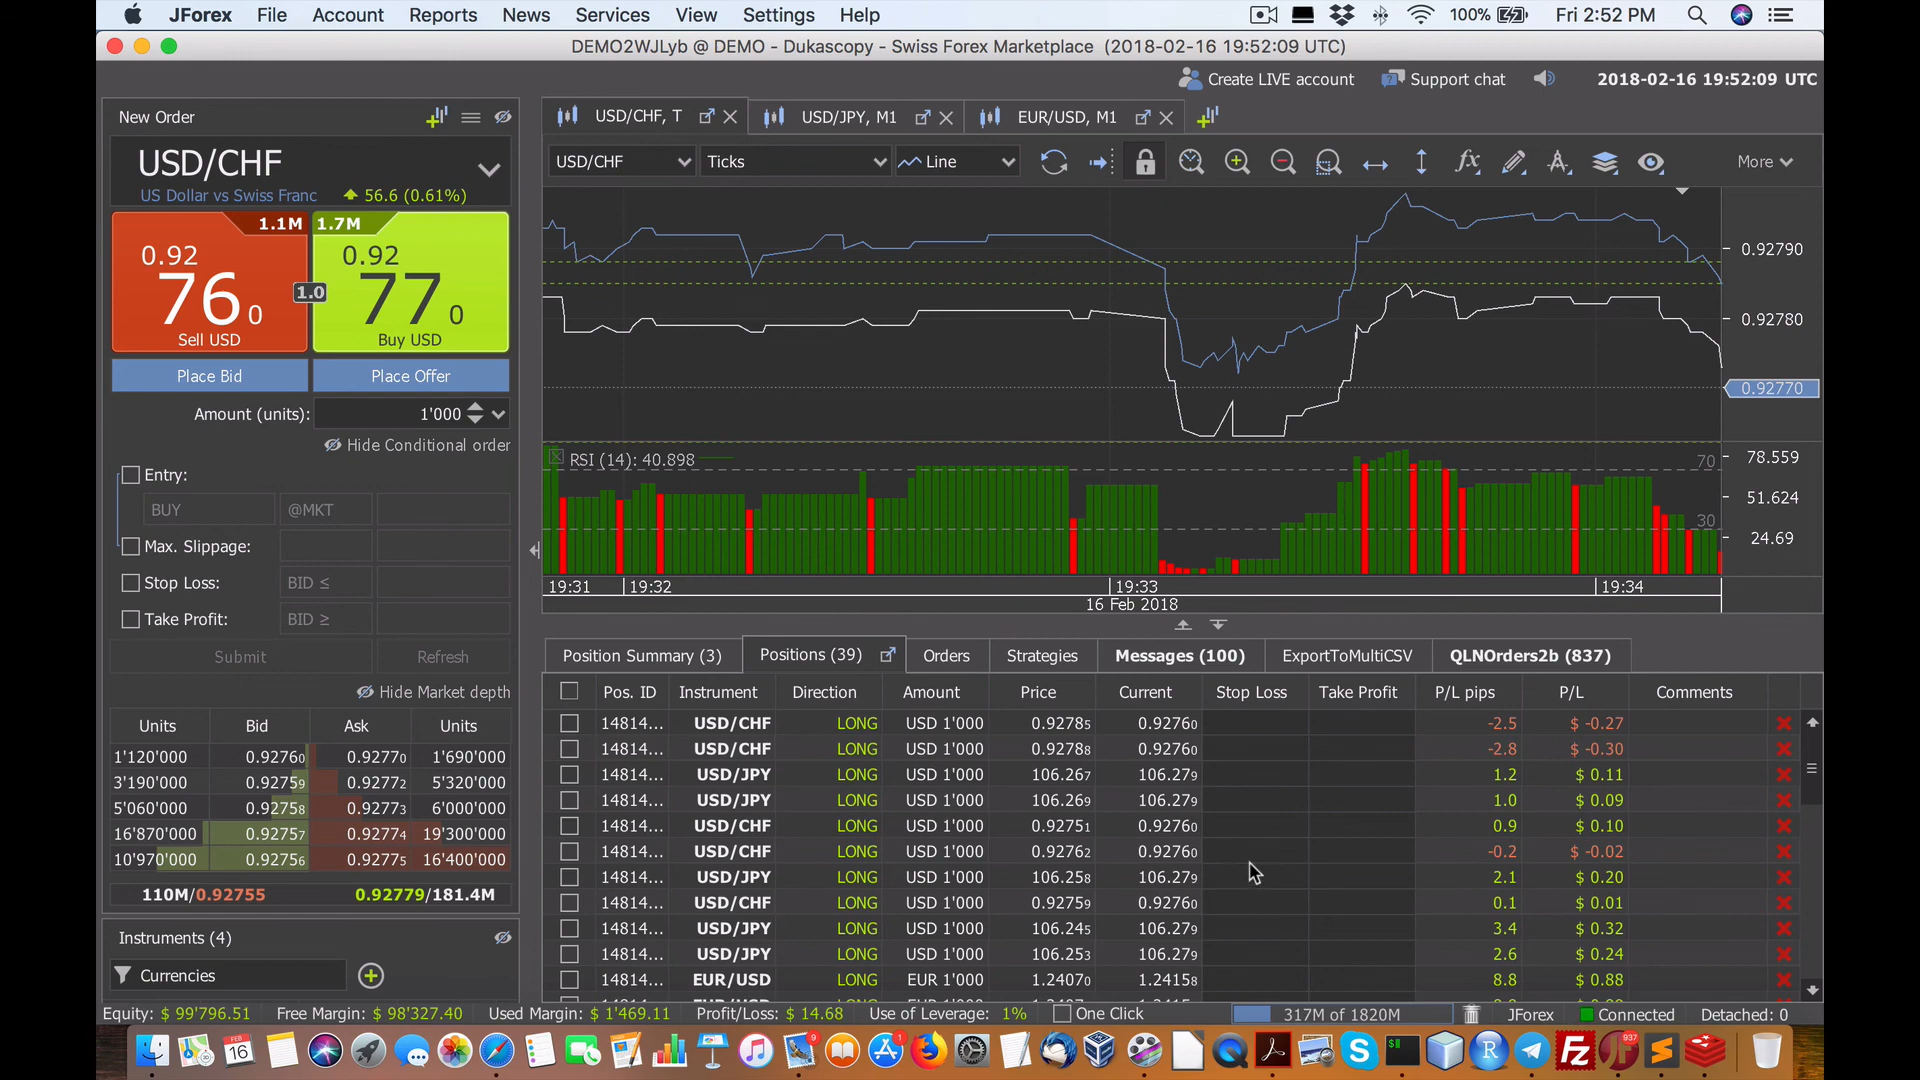 JForex File Account Reports News Services View Settings Help 100% Fri 2:52 PM
DEMO2WJLyb @ DEMO - Dukascopy - Swiss Forex Marketplace (2018-02-16 19:52:09 UTC)
Create LIVE account Support chat 2018-02-16 19:52:09 UTC
New Order
USD/CHF
US Dollar vs Swiss Franc 56.6 (0.61%)
1.1M 1.7M
0.92 0.92
760 1.0 770
Sell USD Buy USD
Place Bid Place Offer
Amount (units): 1'000
Hide Conditional order
Entry:
BUY @MKT
Max. Slippage:
Stop Loss: BID ≤
Take Profit: BID ≥
Submit Refresh
Hide Market depth
Units Bid Ask Units
1'120'000 0.92760 0.92770 1'690'000
3'190'000 0.92759 0.92772 5'320'000
5'060'000 0.92758 0.92773 6'000'000
16'870'000 0.92757 0.92774 19'300'000
10'970'000 0.92756 0.92775 16'400'000
110M/0.92755 0.92779/181.4M
Instruments (4)
Currencies
USD/CHF, T USD/JPY, M1 EUR/USD, M1
USD/CHF Ticks Line More
0.92790
0.92780
0.92770
RSI (14): 40.898
70 78.559
51.624
30 24.69
19:31 19:32 19:33 19:34
16 Feb 2018
Position Summary (3) Positions (39) Orders Strategies Messages (100) ExportToMultiCSV QLNOrders2b (837)
Pos. ID Instrument Direction Amount Price Current Stop Loss Take Profit P/L pips P/L Comments
14814... USD/CHF LONG USD 1'000 0.92785 0.92760 -2.5 $ -0.27
14814... USD/CHF LONG USD 1'000 0.92788 0.92760 -2.8 $ -0.30
14814... USD/JPY LONG USD 1'000 106.267 106.279 1.2 $ 0.11
14814... USD/JPY LONG USD 1'000 106.269 106.279 1.0 $ 0.09
14814... USD/CHF LONG USD 1'000 0.92751 0.92760 0.9 $ 0.10
14814... USD/CHF LONG USD 1'000 0.92762 0.92760 -0.2 $ -0.02
14814... USD/JPY LONG USD 1'000 106.258 106.279 2.1 $ 0.20
14814... USD/CHF LONG USD 1'000 0.92759 0.92760 0.1 $ 0.01
14814... USD/JPY LONG USD 1'000 106.245 106.279 3.4 $ 0.32
14814... USD/JPY LONG USD 1'000 106.253 106.279 2.6 $ 0.24
14814... EUR/USD LONG EUR 1'000 1.24070 1.24158 8.8 $ 0.88
Equity: $ 99'796.51 Free Margin: $ 98'327.40 Used Margin: $ 1'469.11 Profit/Loss: $ 14.68 Use of Leverage: 1% One Click 317M of 1820M JForex Connected Detached: 0
FEB 16 9 1 937